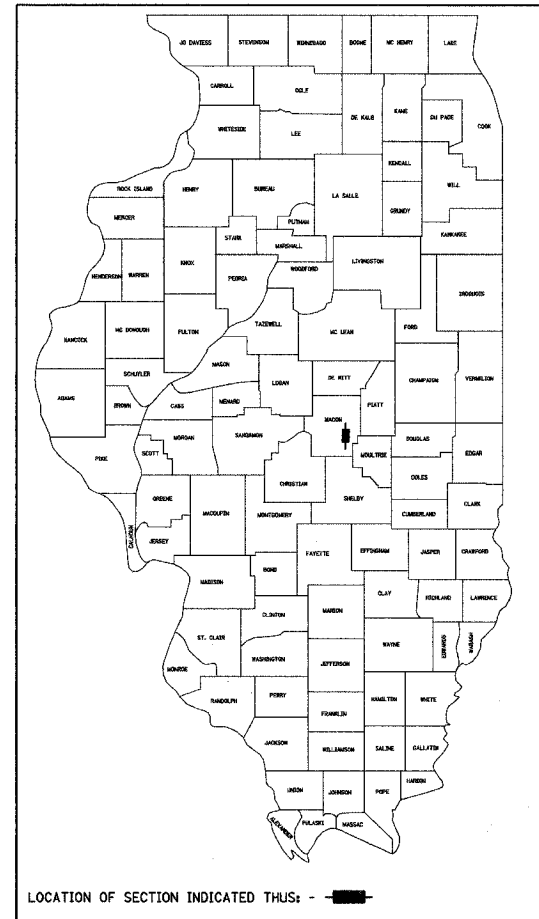 JO DAVIESS STEVENSON WINNEBAGO BOONE MC HENRY LAKE
CARROLL OGLE DE KALB KANE DU PAGE COOK
WHITESIDE LEE
KENDALL
ROCK ISLAND HENRY BUREAU LA SALLE GRUNDY WILL
MERCER PUTMAN KANKAKEE
STARK MARSHALL
HENDERSON WARREN KNOX PEORIA WOODFORD LIVINGSTON IROQUOIS
HANCOCK MC DONOUGH FULTON TAZEWELL MC LEAN FORD
SCHUYLER MASON LOGAN DE WITT CHAMPAIGN VERMILION
ADAMS BROWN CASS MENARD MACON PIATT
PIKE SCOTT MORGAN SANGAMON MOULTRIE DOUGLAS EDGAR
CHRISTIAN COLES
GREENE MACOUPIN MONTGOMERY SHELBY CUMBERLAND CLARK
CALHOUN JERSEY FAYETTE EFFINGHAM JASPER CRAWFORD
MADISON BOND CLAY RICHLAND LAWRENCE
CLINTON MARION
ST. CLAIR WAYNE EDWARDS WABASH
MONROE WASHINGTON JEFFERSON
RANDOLPH PERRY HAMILTON WHITE
FRANKLIN
JACKSON WILLIAMSON SALINE GALLATIN
UNION JOHNSON POPE HARDIN
ALEXANDER PULASKI MASSAC
LOCATION OF SECTION INDICATED THUS: -